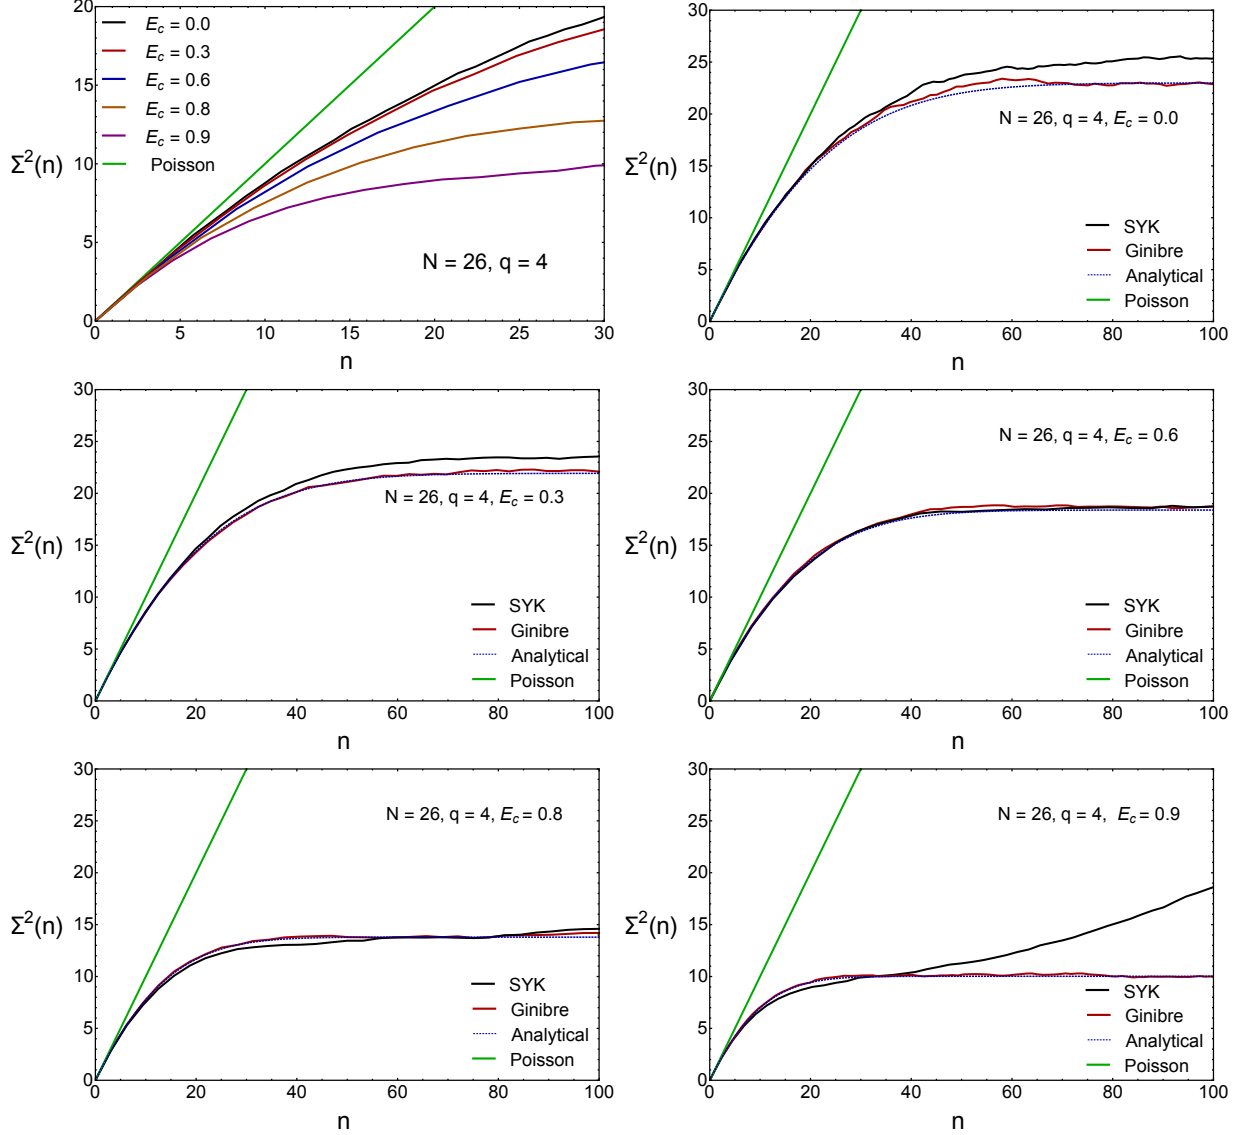 20
15
10
5
0
Σ²(n)
E_c = 0.0
E_c = 0.3
E_c = 0.6
E_c = 0.8
E_c = 0.9
Poisson
N = 26, q = 4
0 5 10 15 20 25 30
n
30
25
20
15
10
5
0
Σ²(n)
N = 26, q = 4, E_c = 0.0
SYK
Ginibre
Analytical
Poisson
0 20 40 60 80 100
n
30
25
20
15
10
5
0
Σ²(n)
N = 26, q = 4, E_c = 0.3
SYK
Ginibre
Analytical
Poisson
0 20 40 60 80 100
n
30
25
20
15
10
5
0
Σ²(n)
N = 26, q = 4, E_c = 0.6
SYK
Ginibre
Analytical
Poisson
0 20 40 60 80 100
n
30
25
20
15
10
5
0
Σ²(n)
N = 26, q = 4, E_c = 0.8
SYK
Ginibre
Analytical
Poisson
0 20 40 60 80 100
n
30
25
20
15
10
5
0
Σ²(n)
N = 26, q = 4, E_c = 0.9
SYK
Ginibre
Analytical
Poisson
0 20 40 60 80 100
n